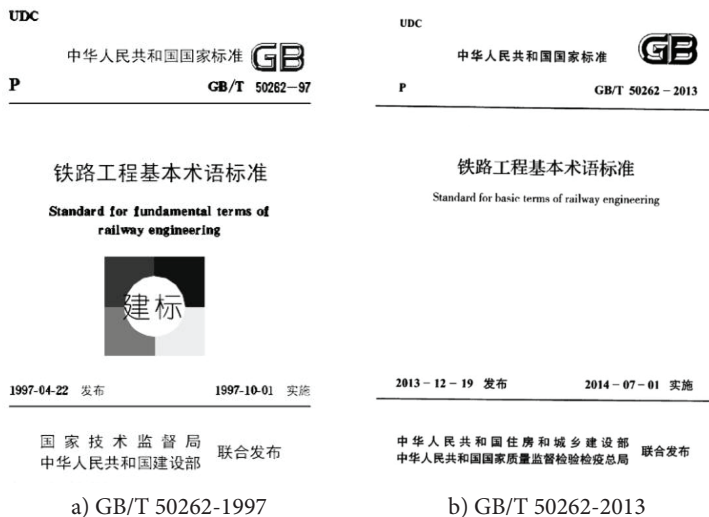 UDC
中华人民共和国国家标准 GB
P GB/T 50262—97
铁路工程基本术语标准
Standard for fundamental terms of
railway engineering
建标
1997-04-22 发布 1997-10-01 实施
国家技术监督局
中华人民共和国建设部
联合发布
a) GB/T 50262-1997
UDC
中华人民共和国国家标准 GB
P GB/T 50262－2013
铁路工程基本术语标准
Standard for basic terms of railway engineering
2013－12－19 发布 2014－07－01 实施
中华人民共和国住房和城乡建设部
中华人民共和国国家质量监督检验检疫总局
联合发布
b) GB/T 50262-2013